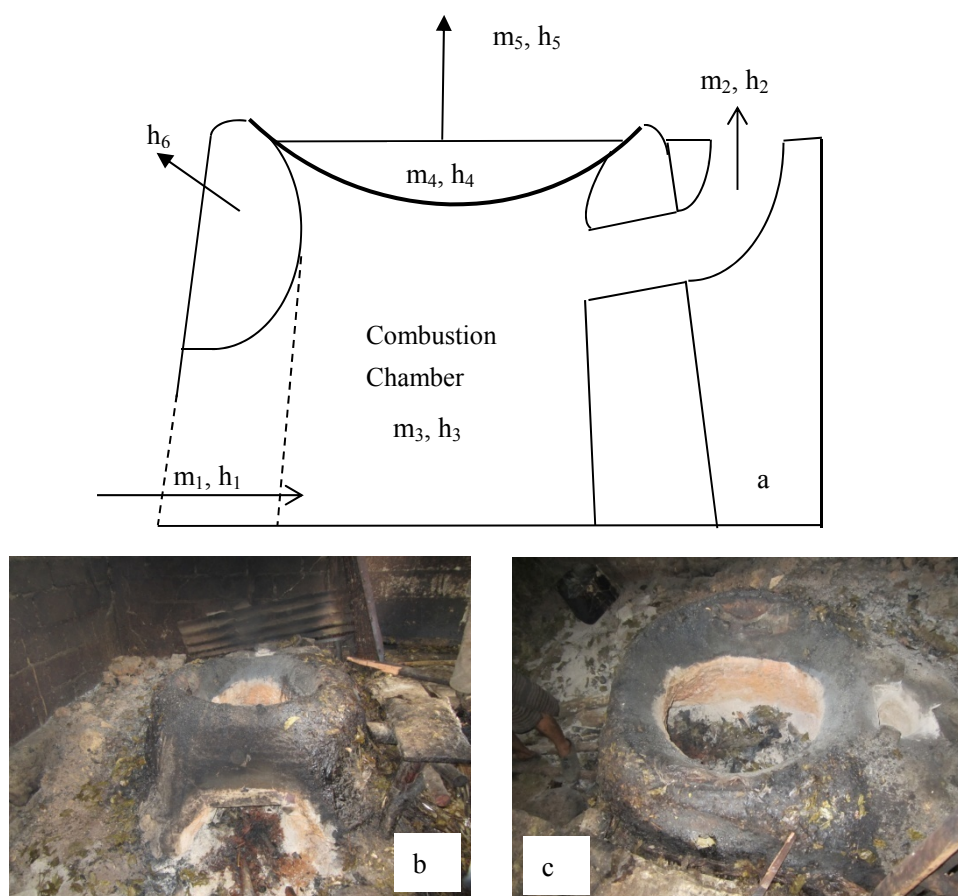 m₅, h₅
m₂, h₂
h₆
m₄, h₄
Combustion
Chamber
m₃, h₃
m₁, h₁
a
b
c